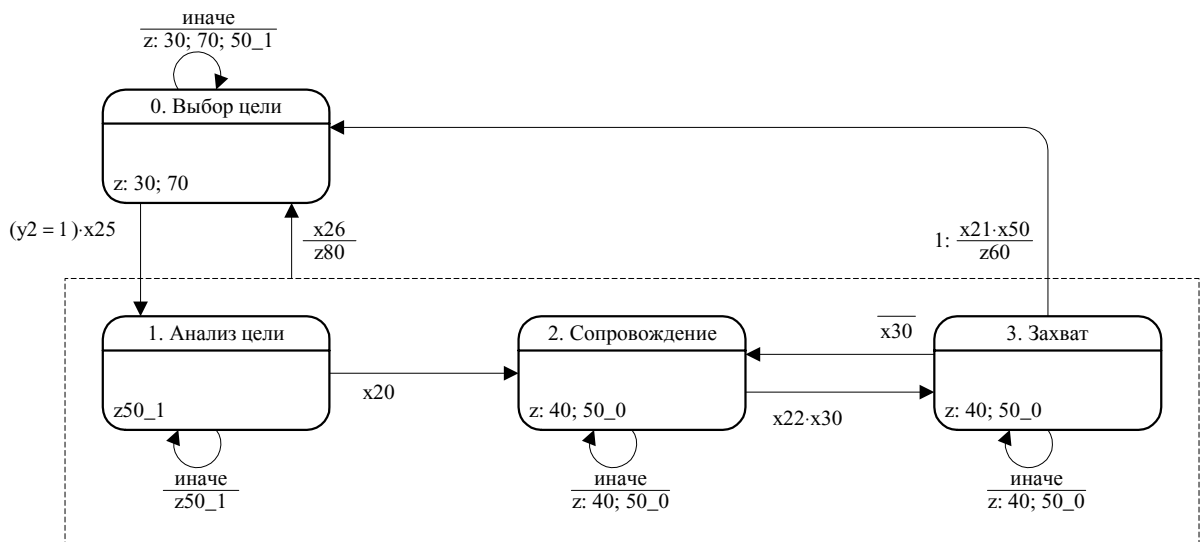 иначе
z: 30; 70; 50_1
0. Выбор цели
z: 30; 70
(y2 = 1)·x25
x26
z80
1: x21·x50
z60
1. Анализ цели
z50_1
x20
2. Сопровождение
z: 40; 50_0
x30
x22·x30
3. Захват
z: 40; 50_0
иначе
z50_1
иначе
z: 40; 50_0
иначе
z: 40; 50_0